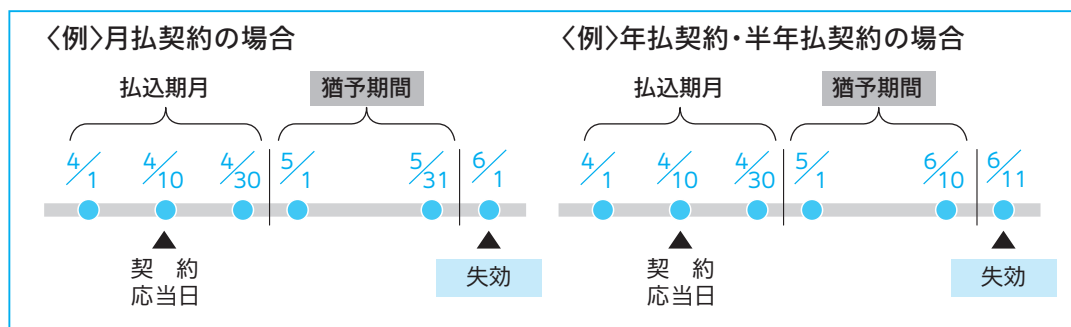 〈例〉月払契約の場合
払込期月
猶予期間
4/1 4/10 4/30 5/1 5/31 6/1
契 約
応当日
失効
〈例〉年払契約・半年払契約の場合
払込期月
猶予期間
4/1 4/10 4/30 5/1 6/10 6/11
契 約
応当日
失効